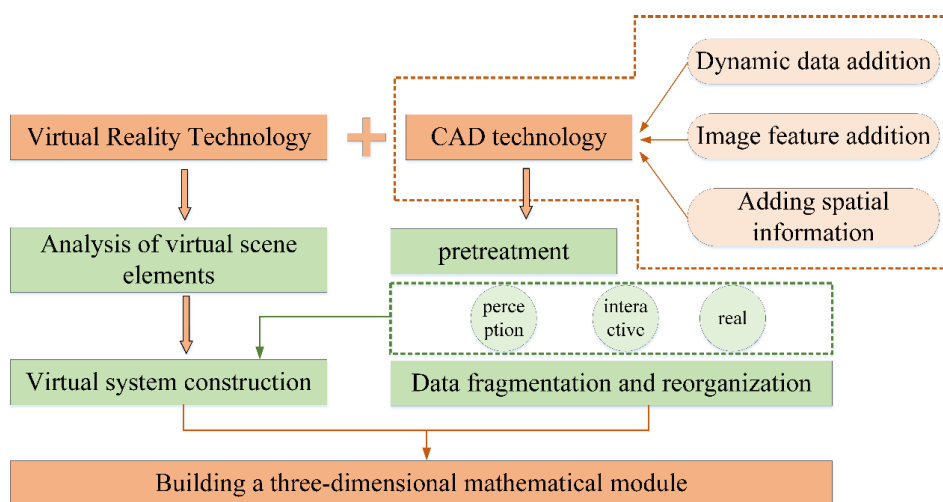 Dynamic data addition
Virtual Reality Technology
CAD technology
Image feature addition
Adding spatial
information
Analysis of virtual scene
elements
pretreatment
perce
ption
intera
ctive
real
Virtual system construction
Data fragmentation and reorganization
Building a three-dimensional mathematical module